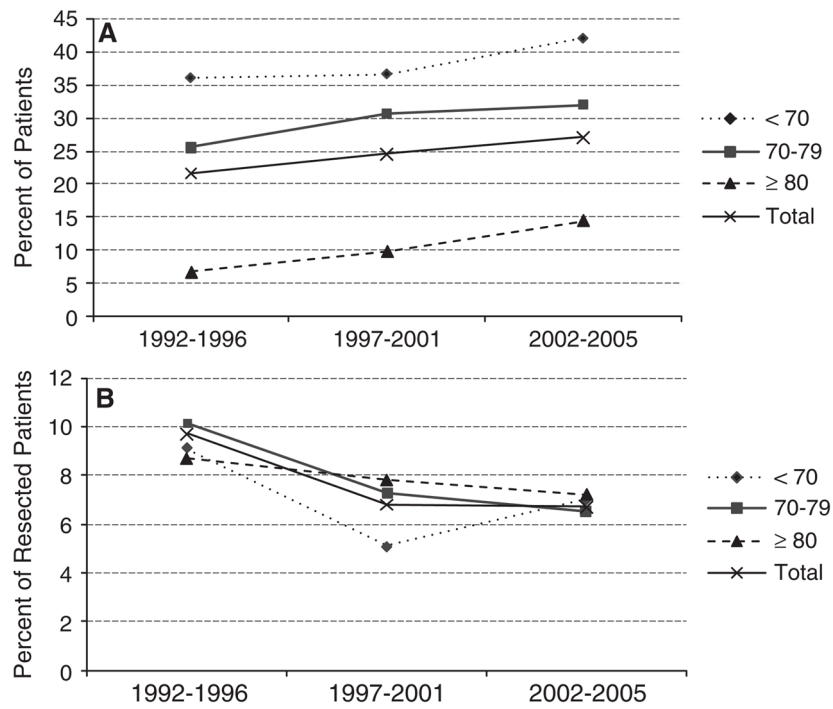 A
Percent of Patients
45
40
35
30
25
20
15
10
5
0
1992-1996 1997-2001 2002-2005
< 70
70-79
≥ 80
Total
B
Percent of Resected Patients
12
10
8
6
4
2
0
1992-1996 1997-2001 2002-2005
< 70
70-79
≥ 80
Total